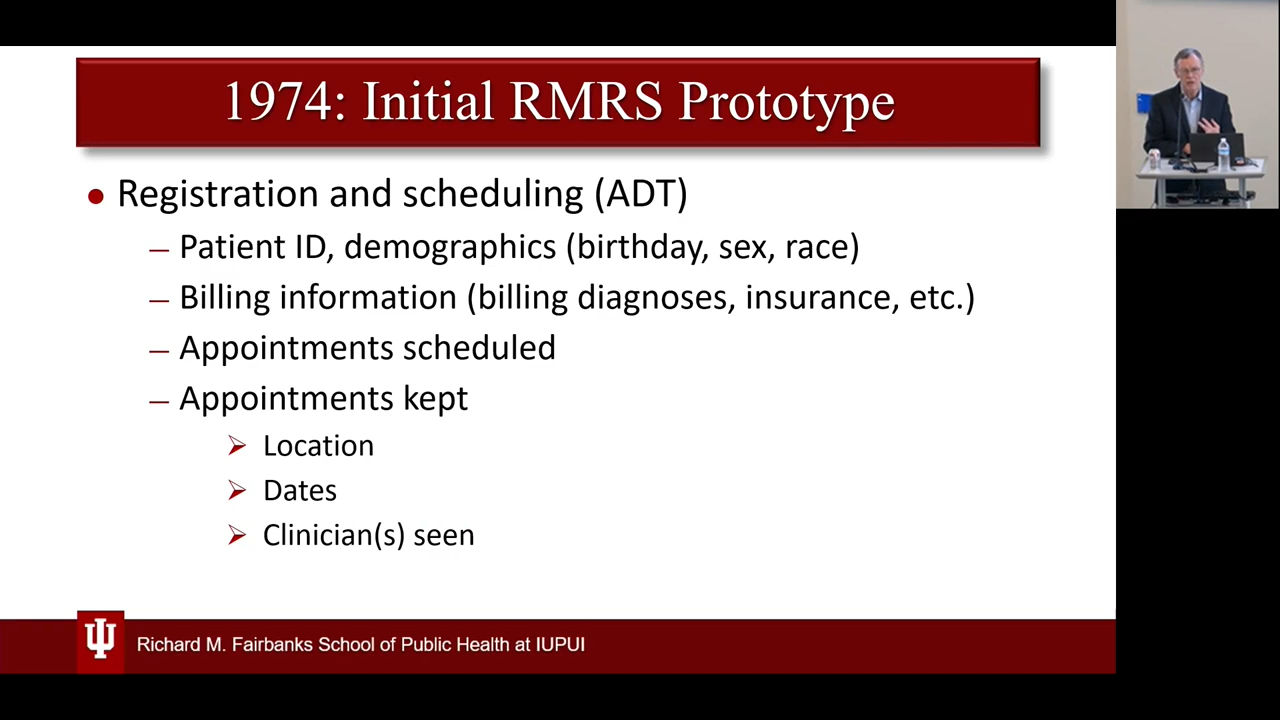 1974: Initial RMRS Prototype
● Registration and scheduling (ADT)
– Patient ID, demographics (birthday, sex, race)
– Billing information (billing diagnoses, insurance, etc.)
– Appointments scheduled
– Appointments kept
➢ Location
➢ Dates
➢ Clinician(s) seen
Richard M. Fairbanks School of Public Health at IUPUI